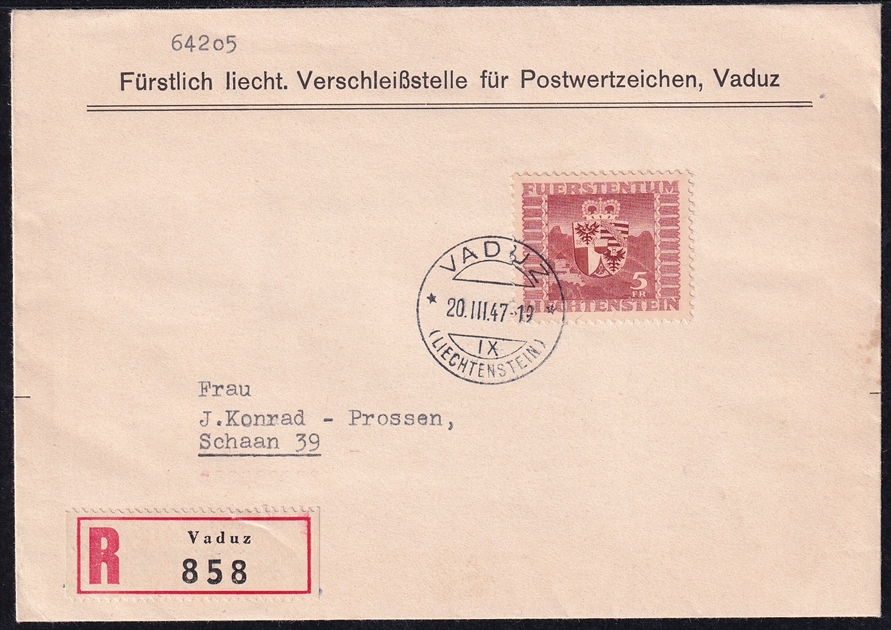 64205
Fürstlich liecht. Verschleißstelle für Postwertzeichen, Vaduz
FUERSTENTUM
5
FR
LIECHTENSTEIN
VADUZ
* 20.III.47-19 *
IX
(LIECHTENSTEIN)
Frau
J.Konrad - Prossen,
Schaan 39
R
Vaduz
858